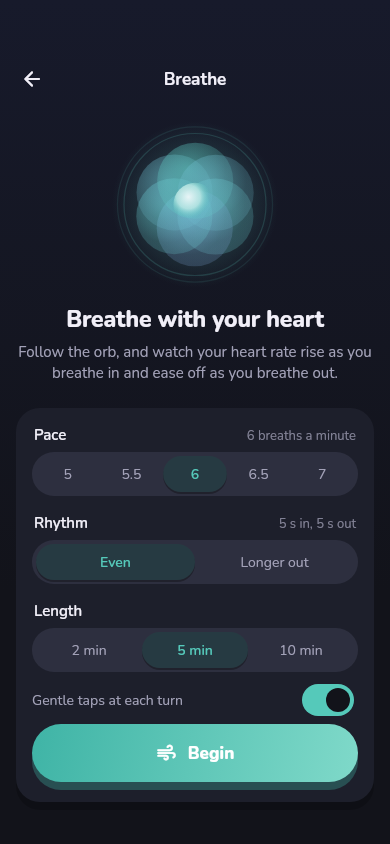 Breathe
Breathe with your heart
Follow the orb, and watch your heart rate rise as you
breathe in and ease off as you breathe out.
Pace
6 breaths a minute
5
5.5
6
6.5
7
Rhythm
5 s in, 5 s out
Even
Longer out
Length
2 min
5 min
10 min
Gentle taps at each turn
Begin